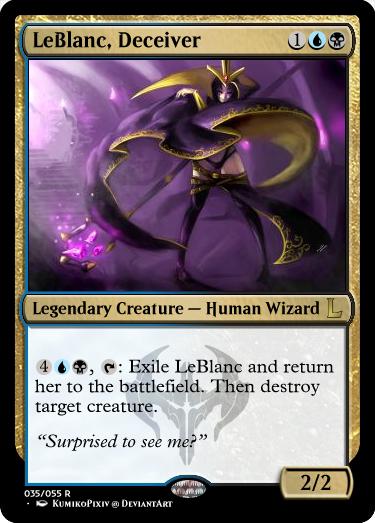 LeBlanc, Deceiver 1
Legendary Creature — Human Wizard L
4, : Exile LeBlanc and return
her to the battlefield. Then destroy
target creature.
“Surprised to see me?”
2/2
035/055 R
· KumikoPixiv @ DeviantArt